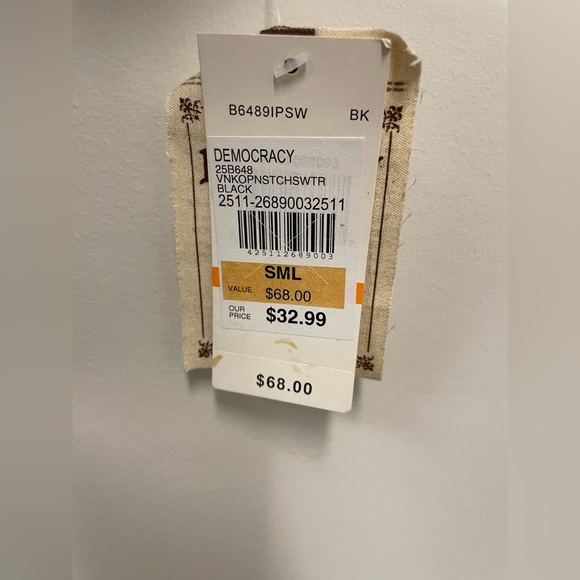 B6489IPSW BK
DEMOCRACY
25B648
VNKOPNSTCHSWTR
BLACK
2511-26890032511
425112689003
SML
VALUE $68.00
OUR PRICE $32.99
$68.00